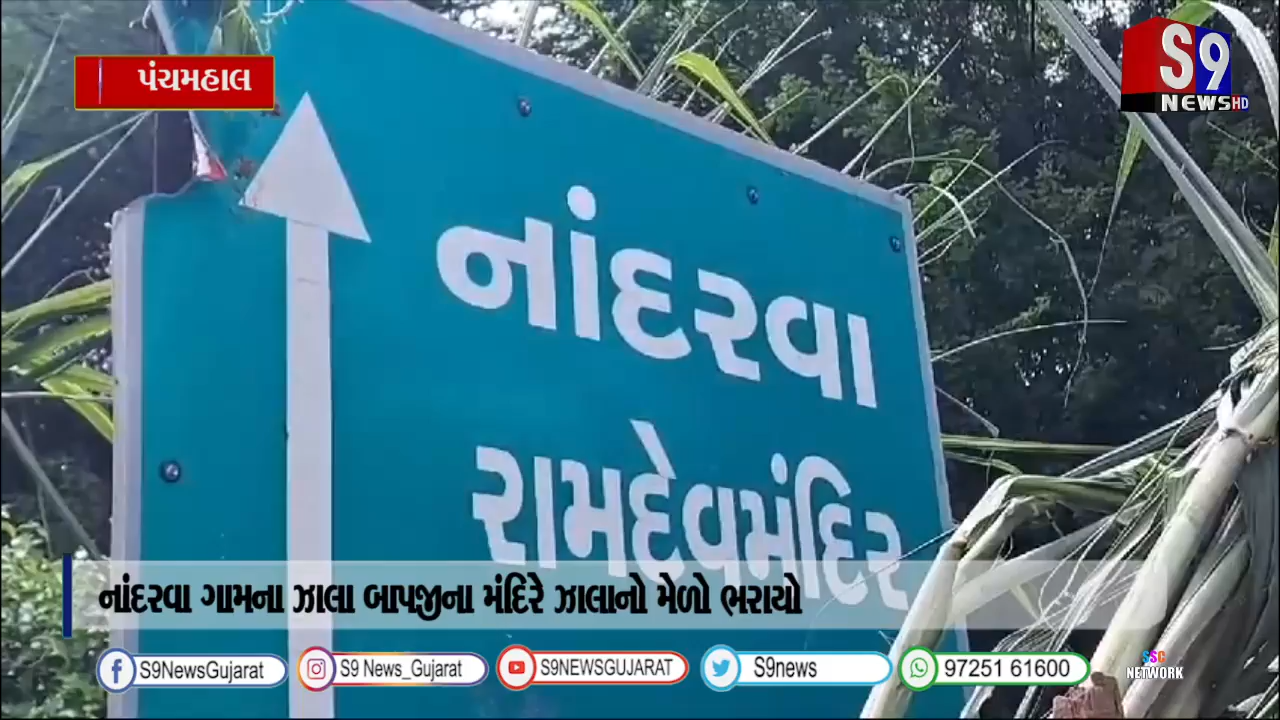 પંચમહાલ
S9
NEWS HD
નાંદરવા
રામદેવમંદિર
નાંદરવા ગામના ઝાલા બાપજીના મંદિરે ઝાલાનો મેળો ભરાયો
S9NewsGujarat
S9 News_Gujarat
S9NEWSGUJARAT
S9news
97251 61600
SSC
NETWORK